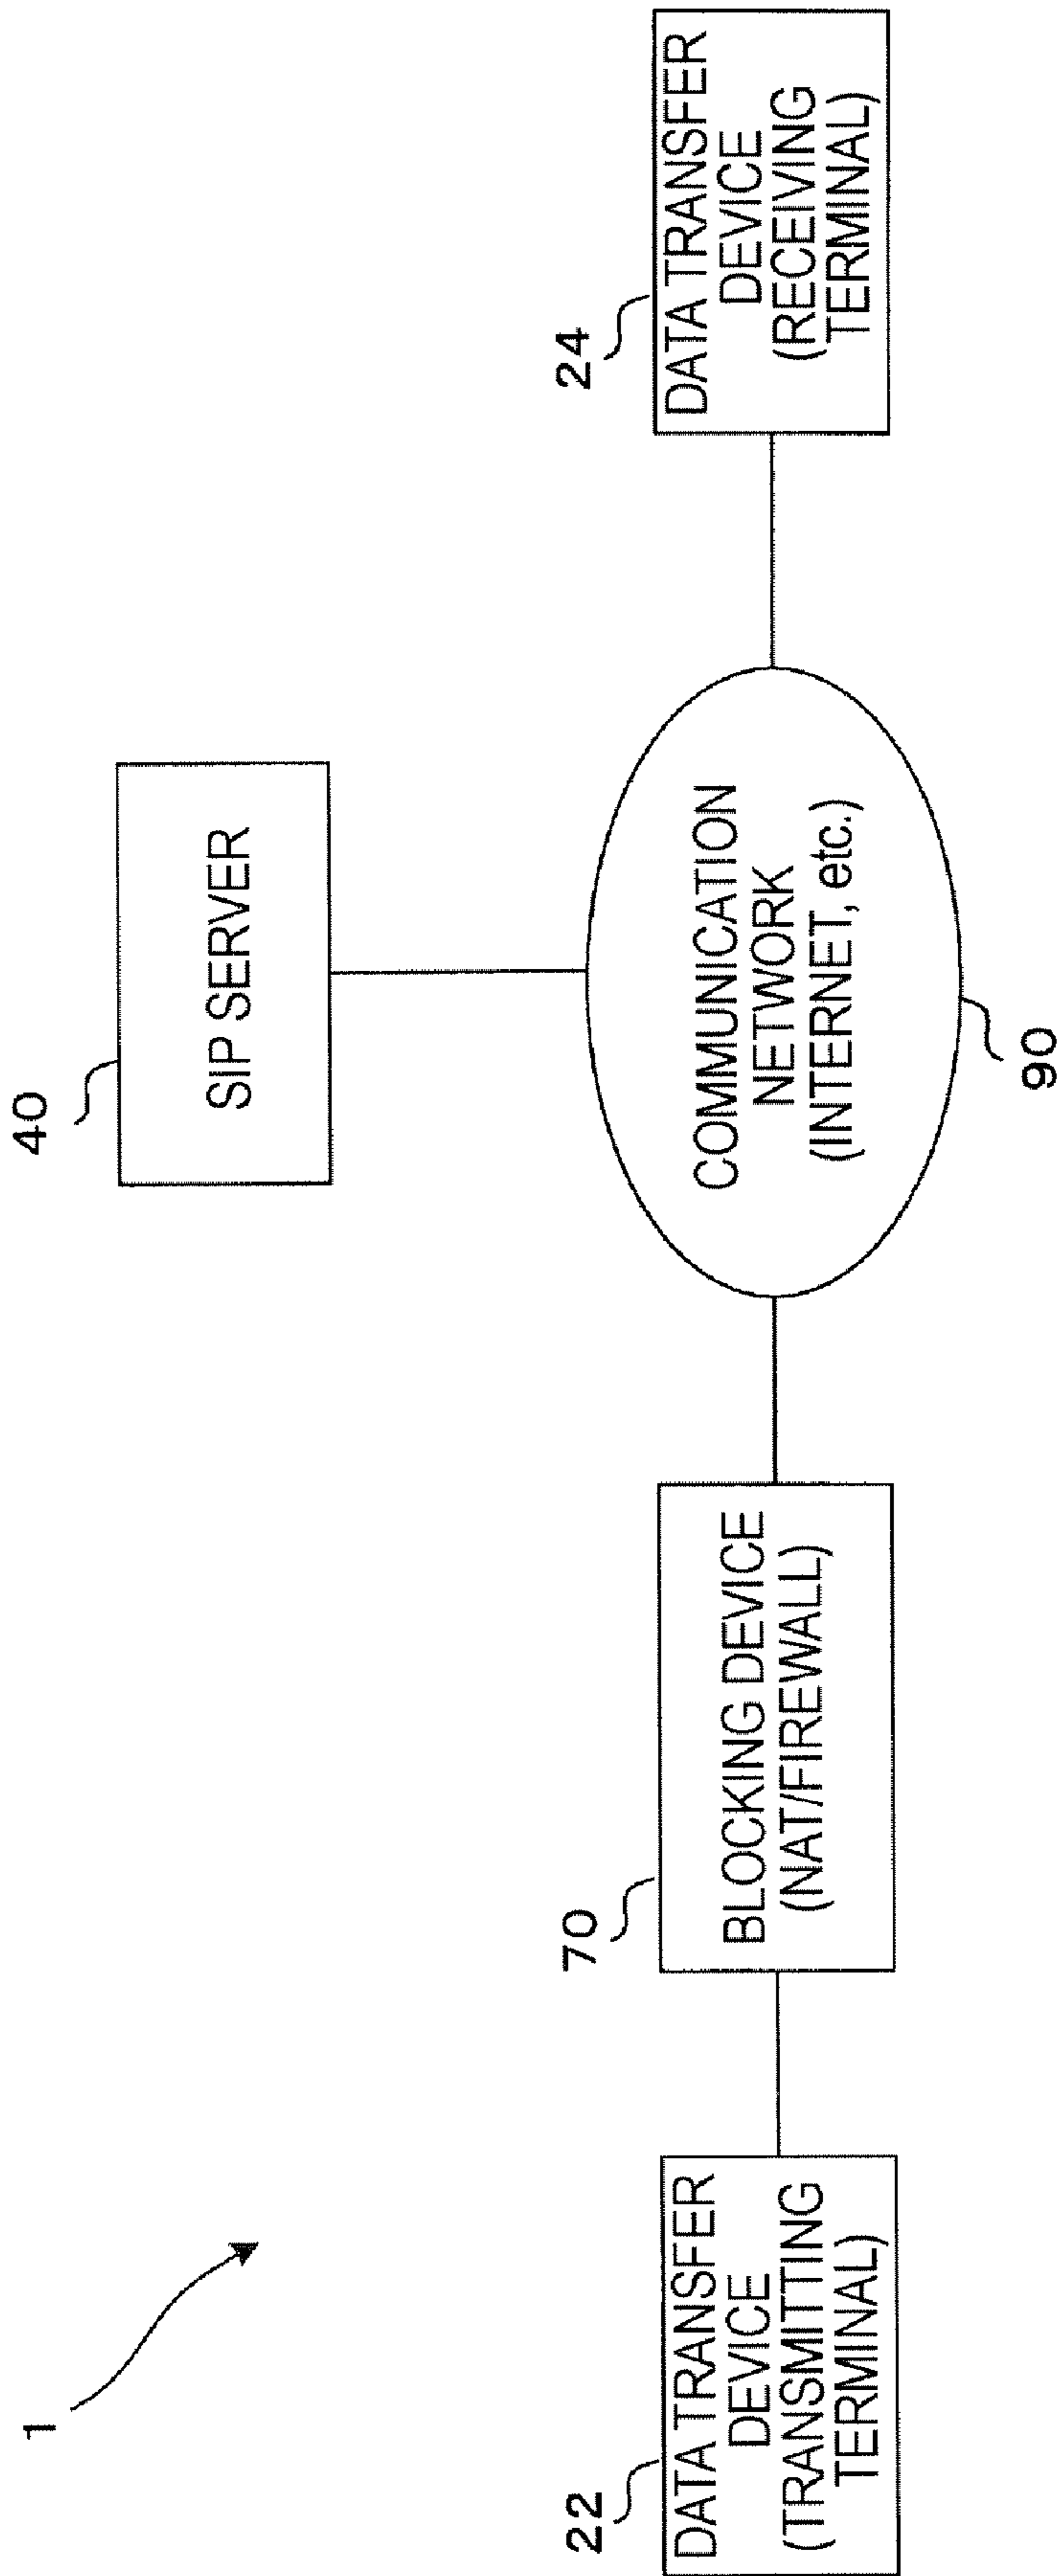 1
40
SIP SERVER
22
DATA TRANSFER
DEVICE
(TRANSMITTING
TERMINAL)
70
BLOCKING DEVICE
(NAT/FIREWALL)
COMMUNICATION
NETWORK
(INTERNET, etc.)
90
24
DATA TRANSFER
DEVICE
(RECEIVING
TERMINAL)